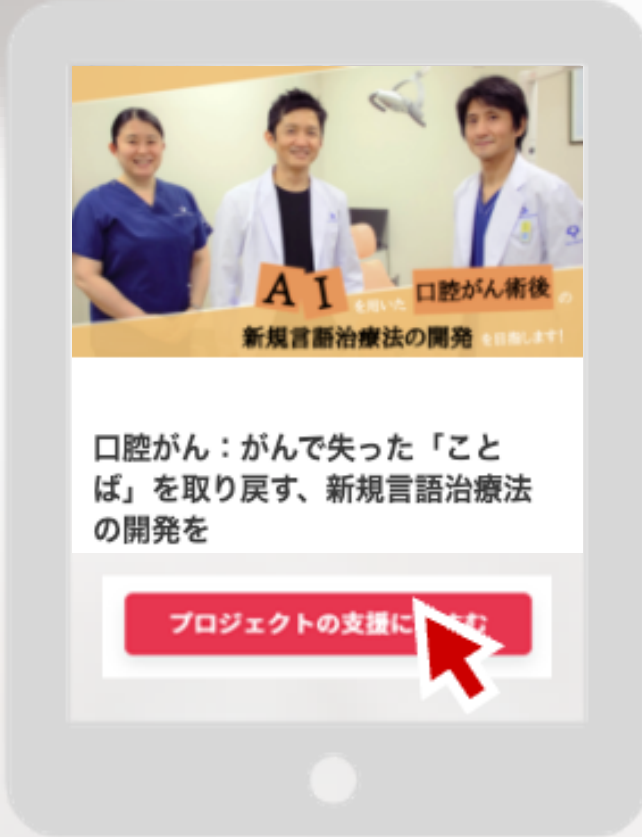 AIを用いた口腔がん術後の
新規言語治療法の開発を目指します!
口腔がん:がんで失った「こと
ば」を取り戻す、新規言語治療法
の開発を
プロジェクトの支援に